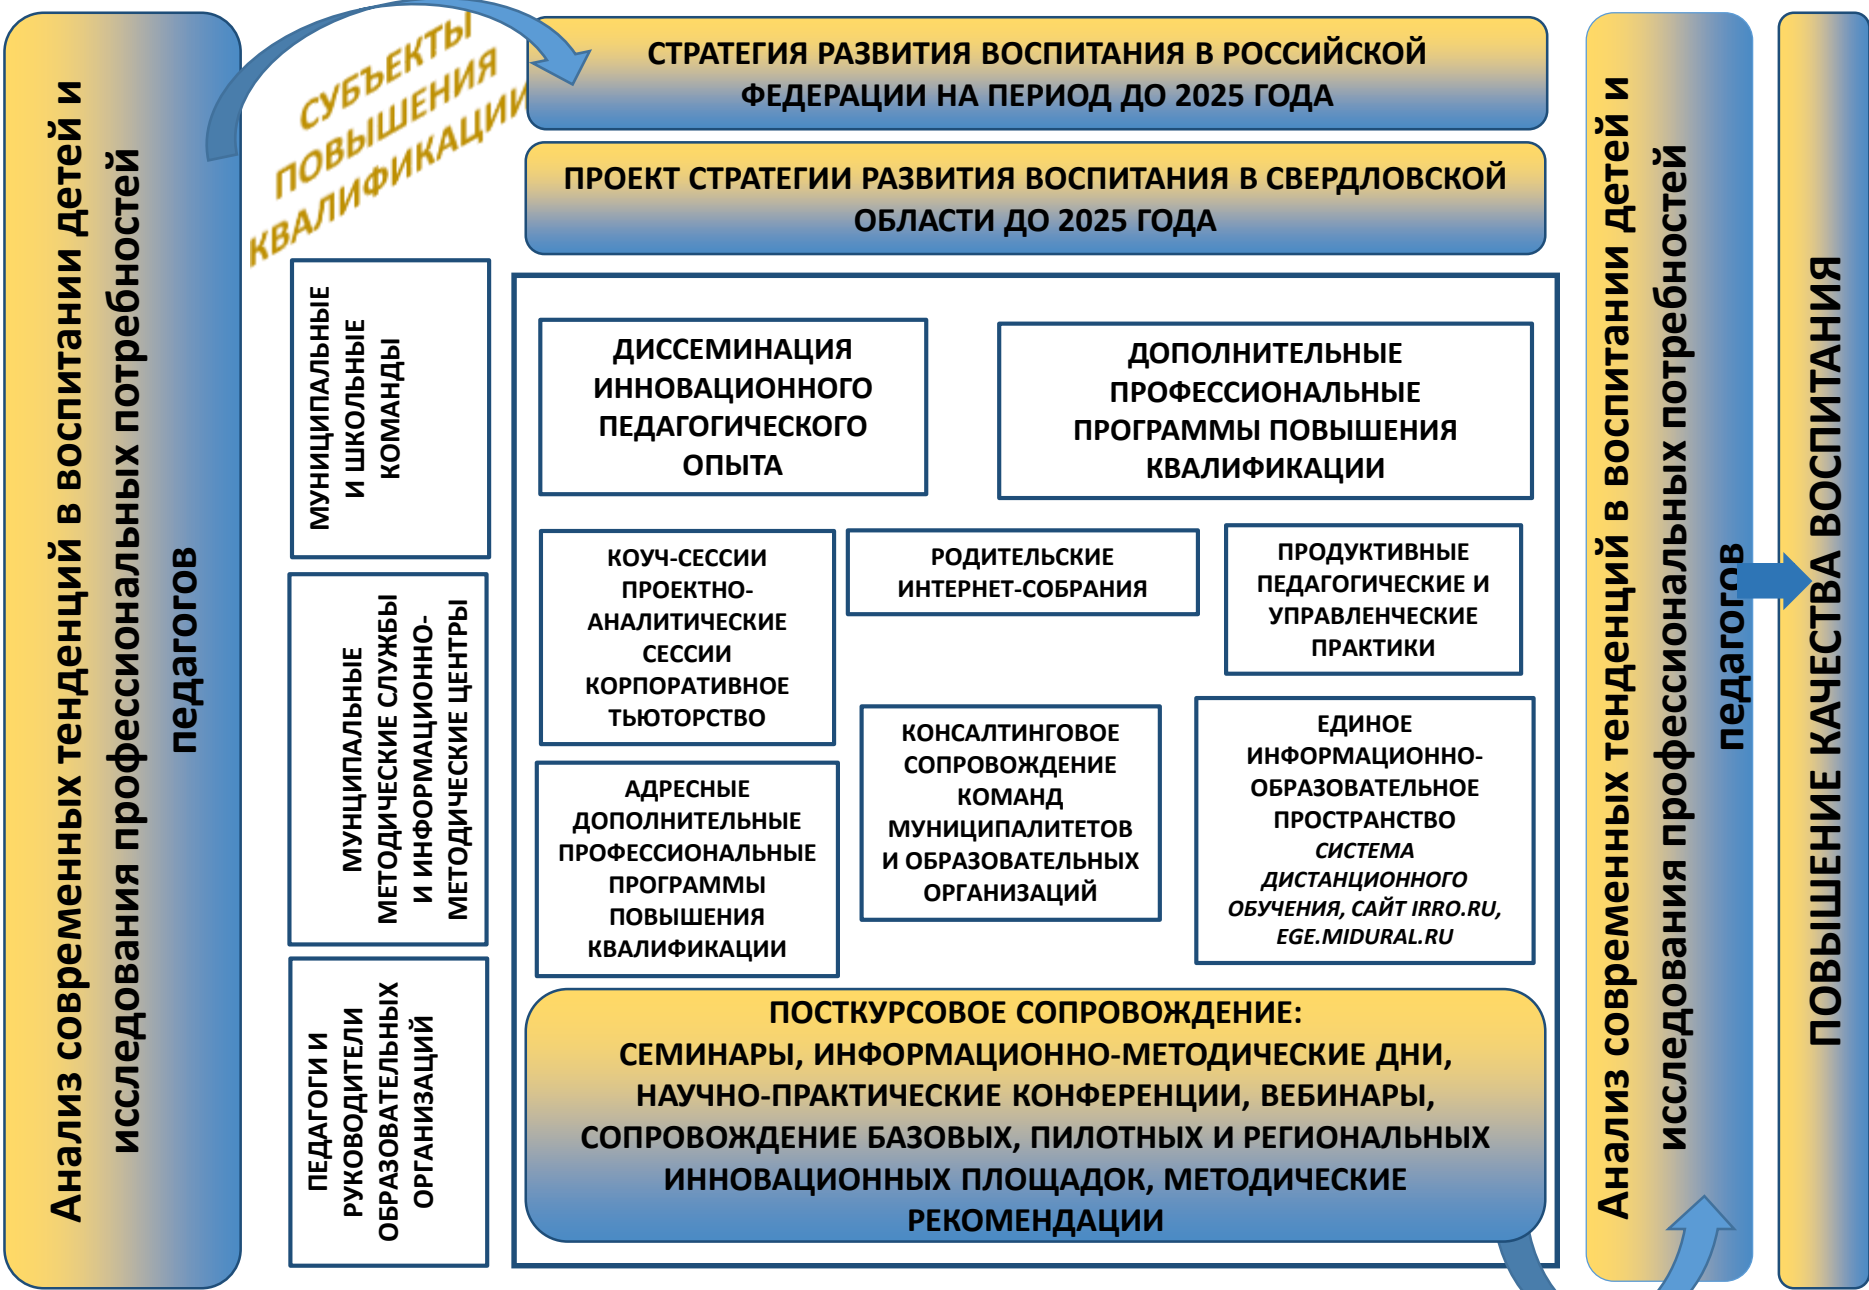 Анализ современных тенденций в воспитании детей и
исследования профессиональных потребностей
педагогов
СУБЪЕКТЫ
ПОВЫШЕНИЯ
КВАЛИФИКАЦИИ
СТРАТЕГИЯ РАЗВИТИЯ ВОСПИТАНИЯ В РОССИЙСКОЙ
ФЕДЕРАЦИИ НА ПЕРИОД ДО 2025 ГОДА
ПРОЕКТ СТРАТЕГИИ РАЗВИТИЯ ВОСПИТАНИЯ В СВЕРДЛОВСКОЙ
ОБЛАСТИ ДО 2025 ГОДА
МУНИЦИПАЛЬНЫЕ
И ШКОЛЬНЫЕ
КОМАНДЫ
МУНЦИПАЛЬНЫЕ
МЕТОДИЧЕСКИЕ СЛУЖБЫ
И ИНФОРМАЦИОННО-
МЕТОДИЧЕСКИЕ ЦЕНТРЫ
ПЕДАГОГИ И
РУКОВОДИТЕЛИ
ОБРАЗОВАТЕЛЬНЫХ
ОРГАНИЗАЦИЙ
ДИССЕМИНАЦИЯ
ИННОВАЦИОННОГО
ПЕДАГОГИЧЕСКОГО
ОПЫТА
ДОПОЛНИТЕЛЬНЫЕ
ПРОФЕССИОНАЛЬНЫЕ
ПРОГРАММЫ ПОВЫШЕНИЯ
КВАЛИФИКАЦИИ
КОУЧ-СЕССИИ
ПРОЕКТНО-
АНАЛИТИЧЕСКИЕ
СЕССИИ
КОРПОРАТИВНОЕ
ТЬЮТОРСТВО
РОДИТЕЛЬСКИЕ
ИНТЕРНЕТ-СОБРАНИЯ
ПРОДУКТИВНЫЕ
ПЕДАГОГИЧЕСКИЕ И
УПРАВЛЕНЧЕСКИЕ
ПРАКТИКИ
АДРЕСНЫЕ
ДОПОЛНИТЕЛЬНЫЕ
ПРОФЕССИОНАЛЬНЫЕ
ПРОГРАММЫ
ПОВЫШЕНИЯ
КВАЛИФИКАЦИИ
КОНСАЛТИНГОВОЕ
СОПРОВОЖДЕНИЕ
КОМАНД
МУНИЦИПАЛИТЕТОВ
И ОБРАЗОВАТЕЛЬНЫХ
ОРГАНИЗАЦИЙ
ЕДИНОЕ
ИНФОРМАЦИОННО-
ОБРАЗОВАТЕЛЬНОЕ
ПРОСТРАНСТВО
СИСТЕМА
ДИСТАНЦИОННОГО
ОБУЧЕНИЯ, САЙТ IRRO.RU,
EGE.MIDURAL.RU
ПОСТКУРСОВОЕ СОПРОВОЖДЕНИЕ:
СЕМИНАРЫ, ИНФОРМАЦИОННО-МЕТОДИЧЕСКИЕ ДНИ,
НАУЧНО-ПРАКТИЧЕСКИЕ КОНФЕРЕНЦИИ, ВЕБИНАРЫ,
СОПРОВОЖДЕНИЕ БАЗОВЫХ, ПИЛОТНЫХ И РЕГИОНАЛЬНЫХ
ИННОВАЦИОННЫХ ПЛОЩАДОК, МЕТОДИЧЕСКИЕ
РЕКОМЕНДАЦИИ
Анализ современных тенденций в воспитании детей и
исследования профессиональных потребностей
педагогов
ПОВЫШЕНИЕ КАЧЕСТВА ВОСПИТАНИЯ